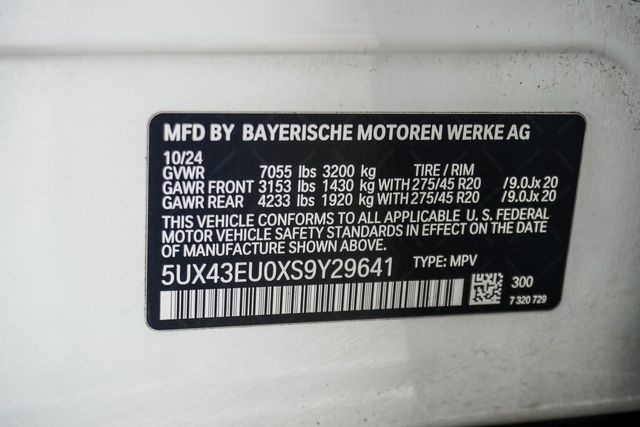 MFD BY BAYERISCHE MOTOREN WERKE AG
10/24
GVWR 7055 lbs 3200 kg TIRE / RIM
GAWR FRONT 3153 lbs 1430 kg WITH 275/45 R20 / 9.0Jx 20
GAWR REAR 4233 lbs 1920 kg WITH 275/45 R20 / 9.0Jx 20
THIS VEHICLE CONFORMS TO ALL APPLICABLE U. S. FEDERAL
MOTOR VEHICLE SAFETY STANDARDS IN EFFECT ON THE DATE
OF MANUFACTURE SHOWN ABOVE.
5UX43EU0XS9Y29641 TYPE: MPV
300
7 320 729